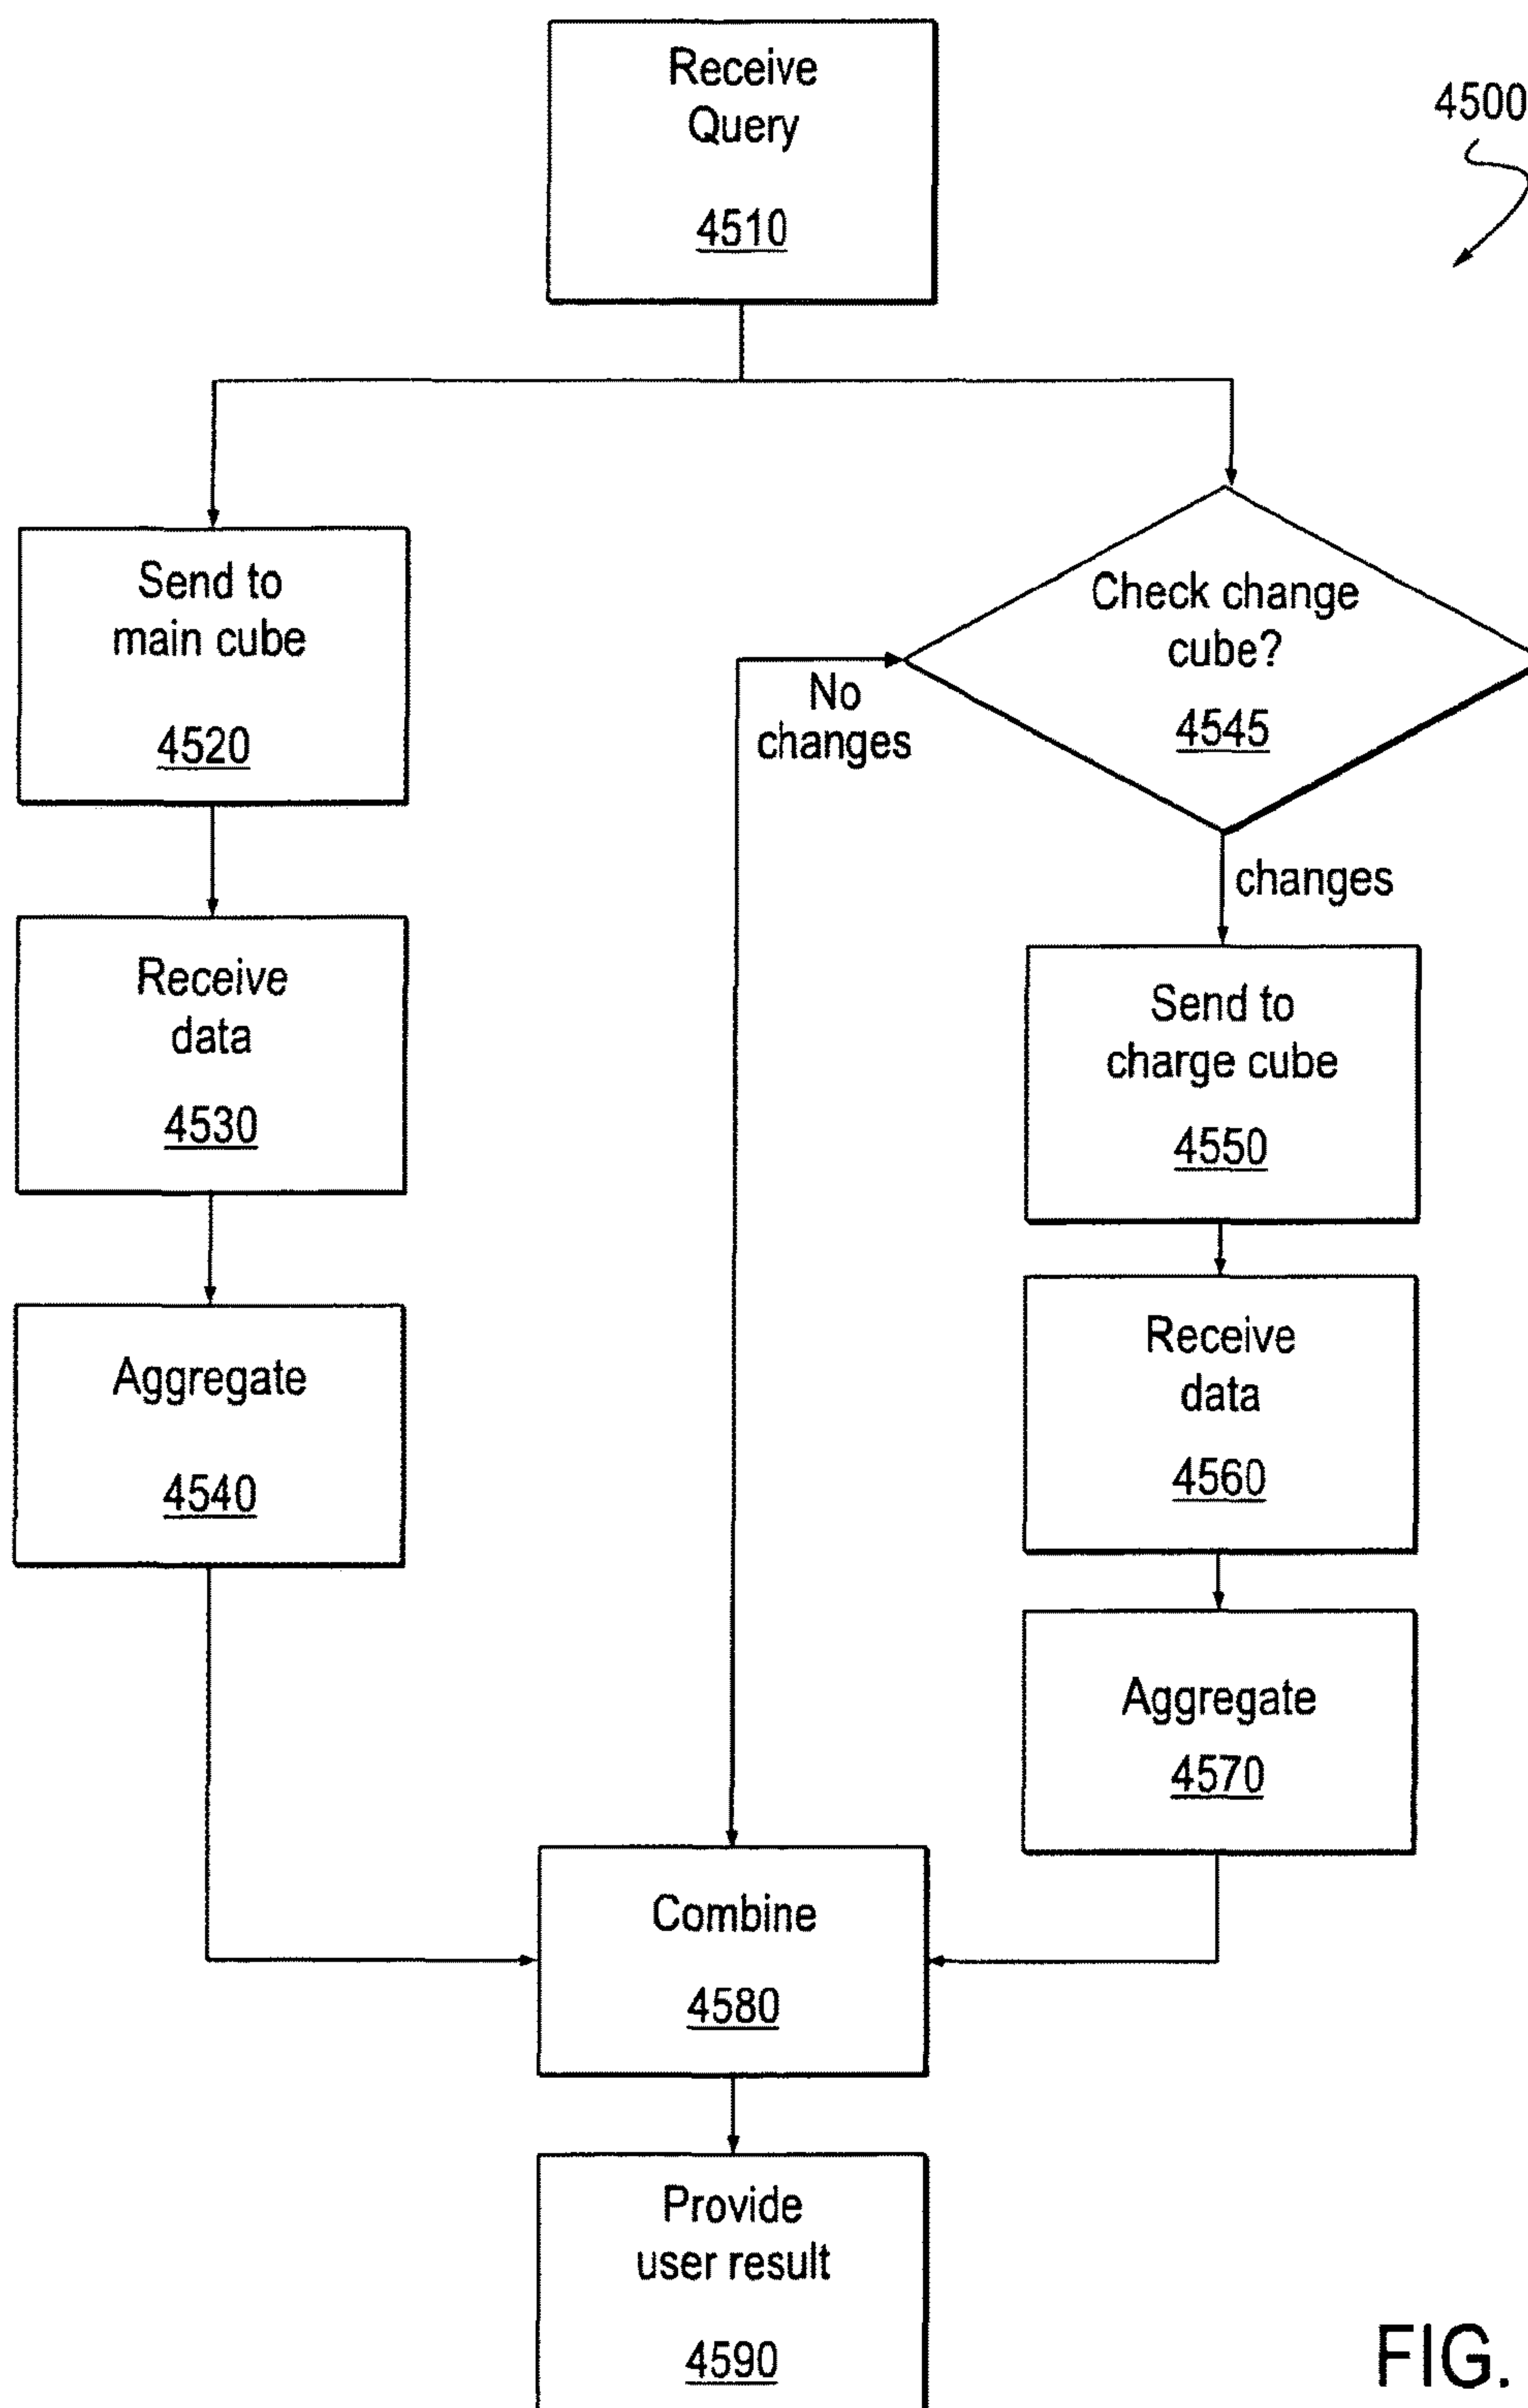 Receive
Query
4510
4500
Send to
main cube
4520
Check change
cube?
4545
No
changes
changes
Receive
data
4530
Send to
charge cube
4550
Aggregate
4540
Receive
data
4560
Aggregate
4570
Combine
4580
Provide
user result
4590
FIG.